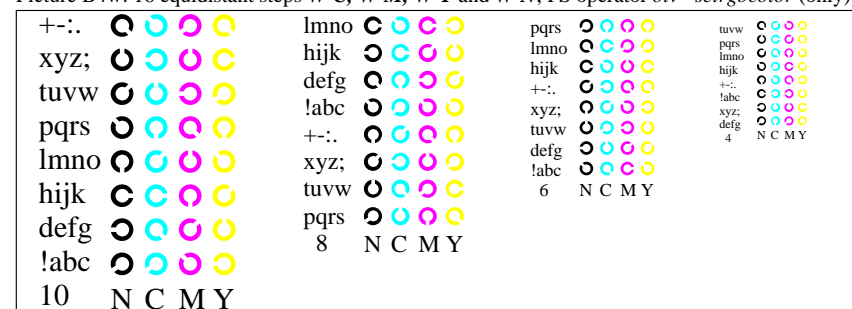 +-:.
xyz;
tuvw
pqrs
lmno
hijk
defg
!abc
10 N C M Y
lmno
hijk
defg
!abc
+-:.
xyz;
tuvw
pqrs
8 N C M Y
pqrs
lmno
hijk
+-:.
xyz;
tuvw
defg
!abc
6 N C M Y
tuvw
pqrs
lmno
hijk
+-:.
!abc
xyz;
defg
4 N C M Y